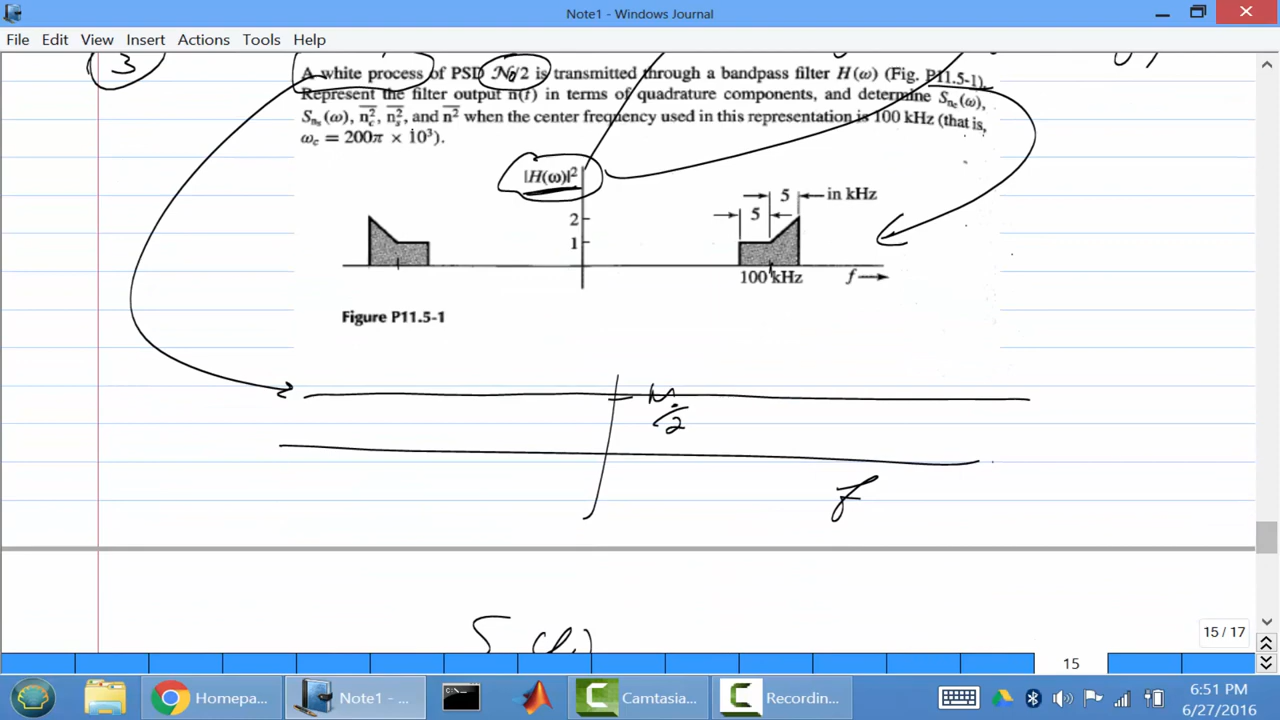 Note1 - Windows Journal
File Edit View Insert Actions Tools Help
3
A white process of PSD 𝒩0/2 is transmitted through a bandpass filter H(ω) (Fig. P11.5-1).
Represent the filter output n(t) in terms of quadrature components, and determine Snc(ω),
Sns(ω), n̅c², n̅s², and n̅² when the center frequency used in this representation is 100 kHz (that is,
ωc = 200π × 10³).
|H(ω)|²
5
in kHz
2
5
1
100 kHz
f
Figure P11.5-1
N
2
f
S
15 / 17
15
Homepa...
Note1 - ...
Camtasia...
Recordin...
6:51 PM
6/27/2016